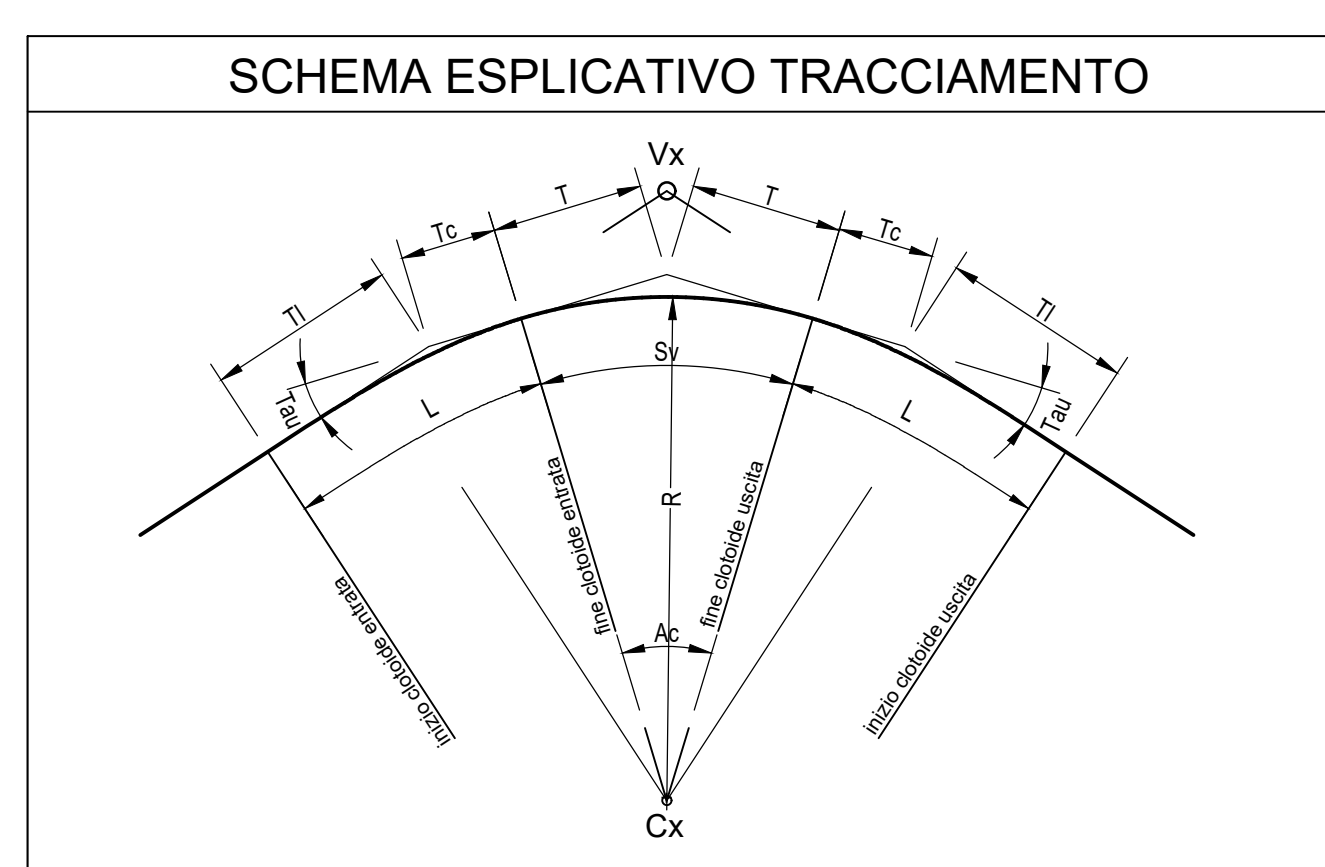 SCHEMA ESPLICATIVO TRACCIAMENTO
Vx
T
T
Tc
Tc
Tl
Tl
Sv
Tau
Tau
L
L
R
fine clotoide entrata
fine clotoide uscita
inizio clotoide entrata
inizio clotoide uscita
Ac
Cx